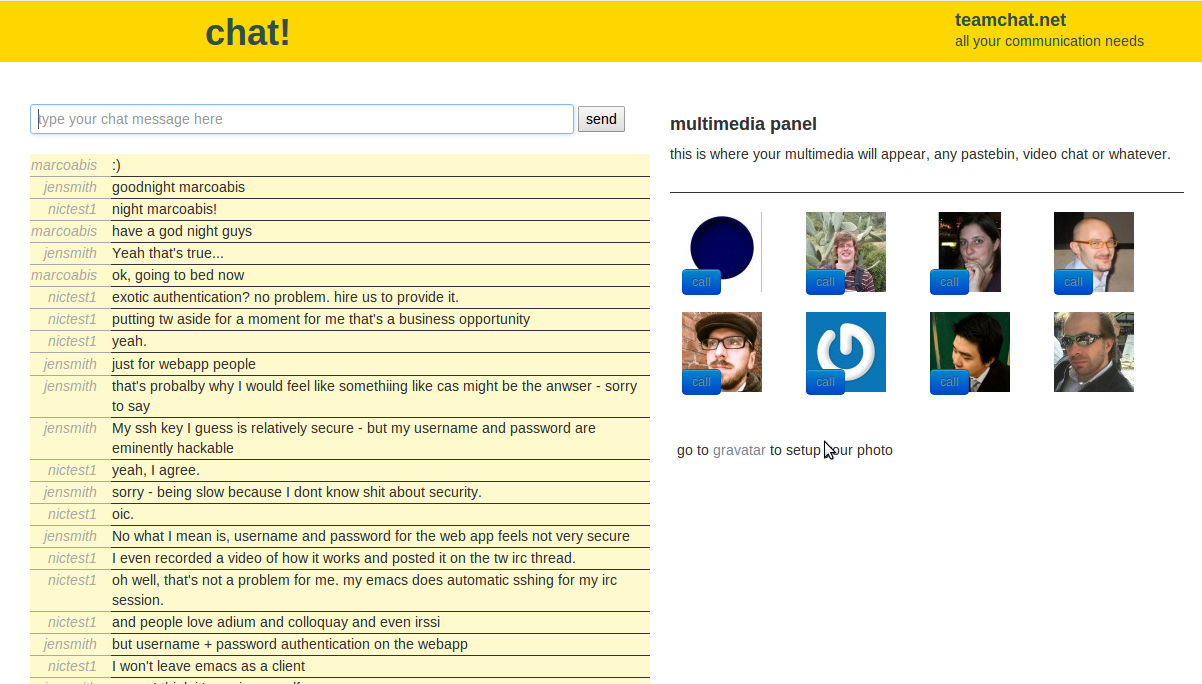 chat!
teamchat.net
all your communication needs
type your chat message here
send
marcoabis :)
jensmith goodnight marcoabis
nictest1 night marcoabis!
marcoabis have a god night guys
jensmith Yeah that's true...
marcoabis ok, going to bed now
nictest1 exotic authentication? no problem. hire us to provide it.
nictest1 putting tw aside for a moment for me that's a business opportunity
nictest1 yeah.
jensmith just for webapp people
jensmith that's probalby why I would feel like somethiing like cas might be the anwser - sorry
to say
jensmith My ssh key I guess is relatively secure - but my username and password are
eminently hackable
nictest1 yeah, I agree.
jensmith sorry - being slow because I dont know shit about security.
nictest1 oic.
jensmith No what I mean is, username and password for the web app feels not very secure
nictest1 I even recorded a video of how it works and posted it on the tw irc thread.
nictest1 oh well, that's not a problem for me. my emacs does automatic sshing for my irc
session.
nictest1 and people love adium and colloquay and even irssi
jensmith but username + password authentication on the webapp
nictest1 I won't leave emacs as a client
multimedia panel
this is where your multimedia will appear, any pastebin, video chat or whatever.
call call call call
call call call
go to gravatar to setup your photo